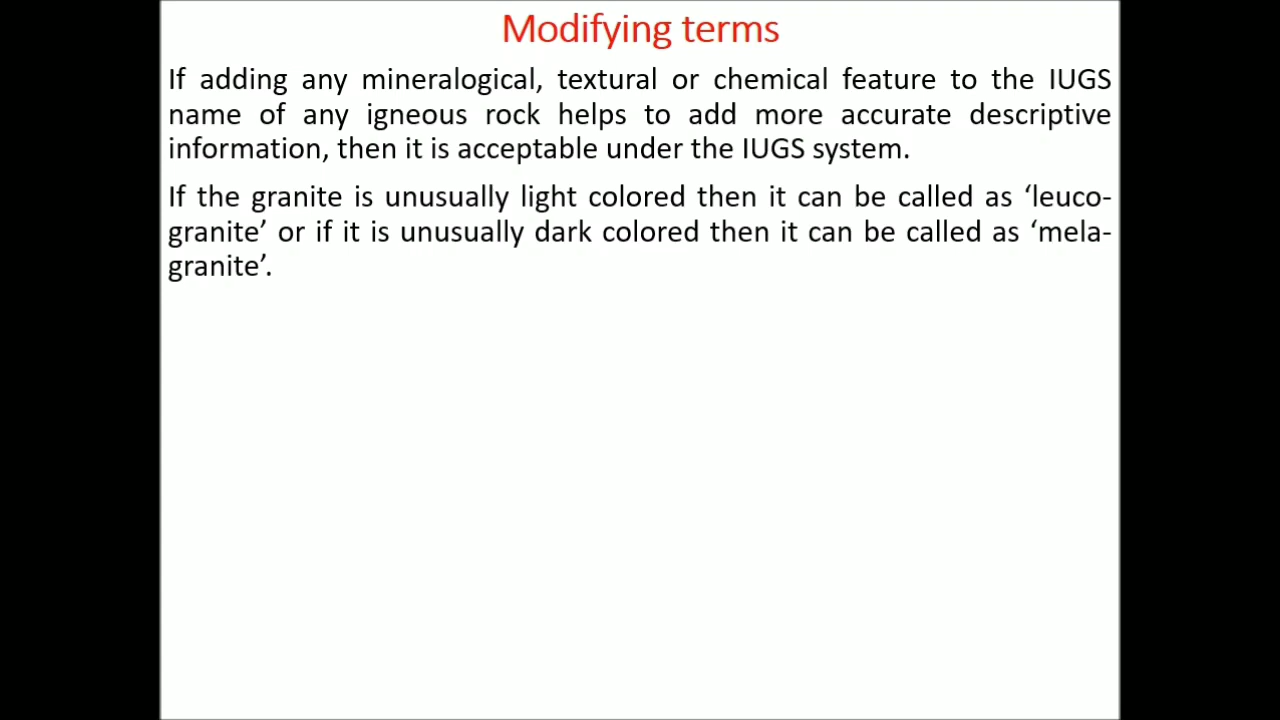 Modifying terms
If adding any mineralogical, textural or chemical feature to the IUGS
name of any igneous rock helps to add more accurate descriptive
information, then it is acceptable under the IUGS system.
If the granite is unusually light colored then it can be called as ‘leuco-
granite’ or if it is unusually dark colored then it can be called as ‘mela-
granite’.